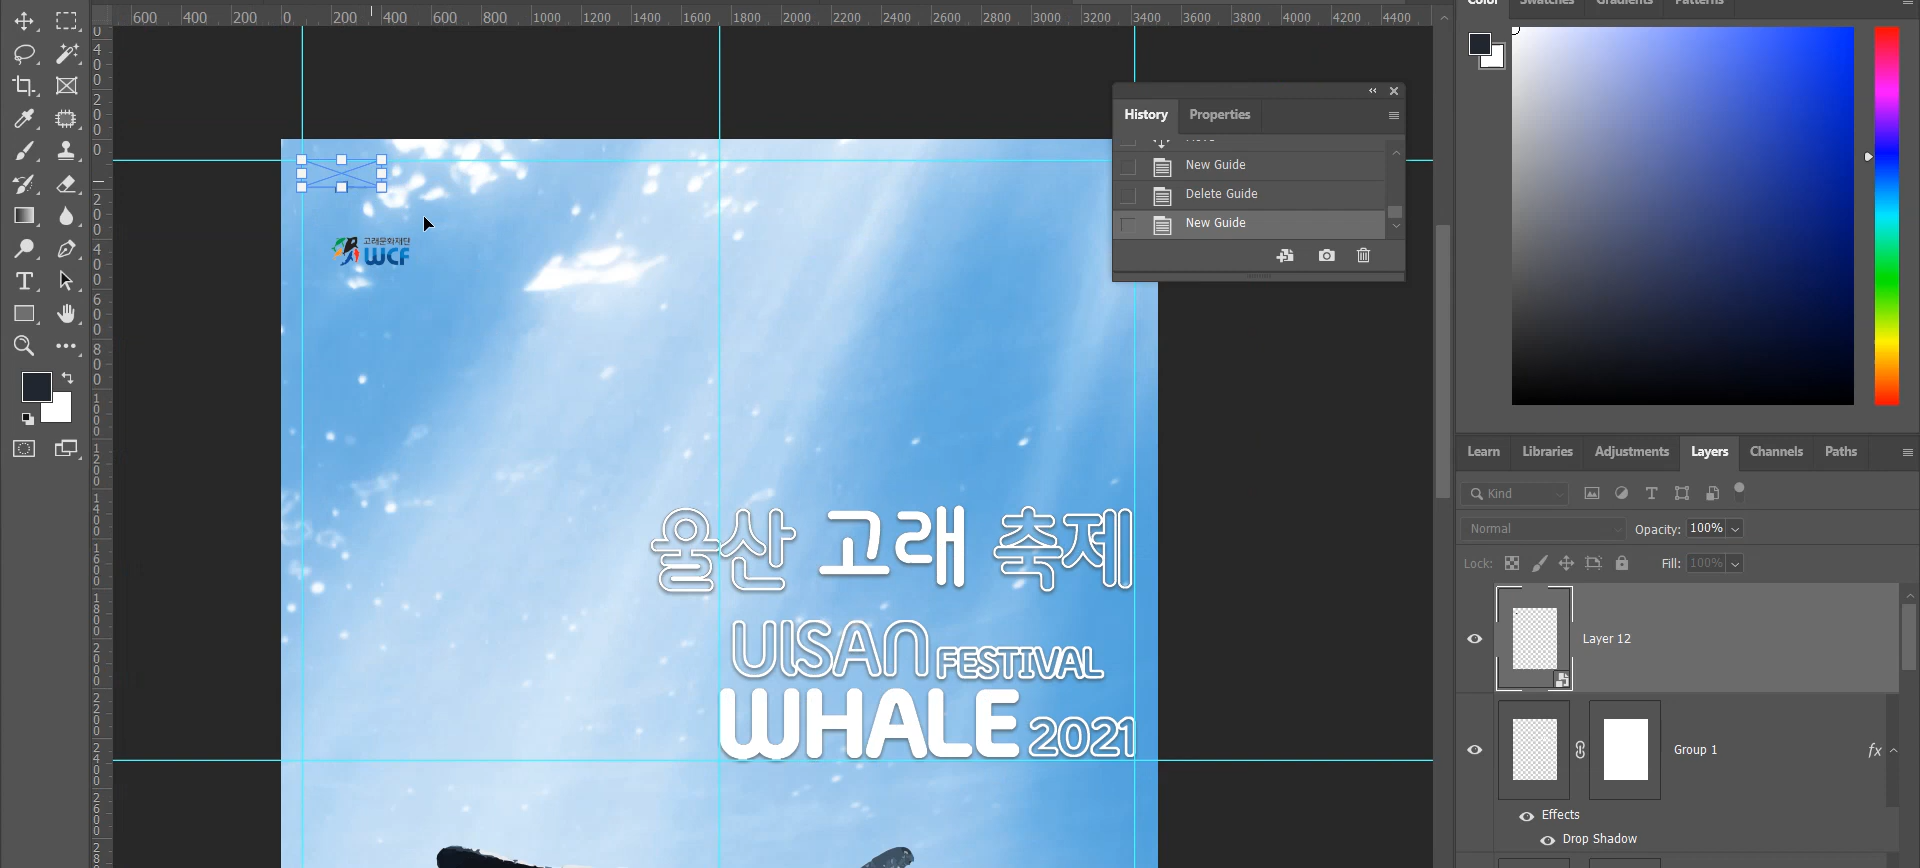 600 400 200 0 200 400 600 800 1000 1200 1400 1600 1800 2000 2200 2400 2600 2800 3000 3200 3400 3600 3800 4000 4200 4400
Color Swatches Gradients Patterns
History Properties
New Guide
Delete Guide
New Guide
고래문화재단
WCF
울산 고래 축제
UlSAN FESTIVAL
WHALE 2021
Learn Libraries Adjustments Layers Channels Paths
Kind
Normal Opacity: 100%
Lock: Fill: 100%
Layer 12
Group 1 fx
Effects
Drop Shadow